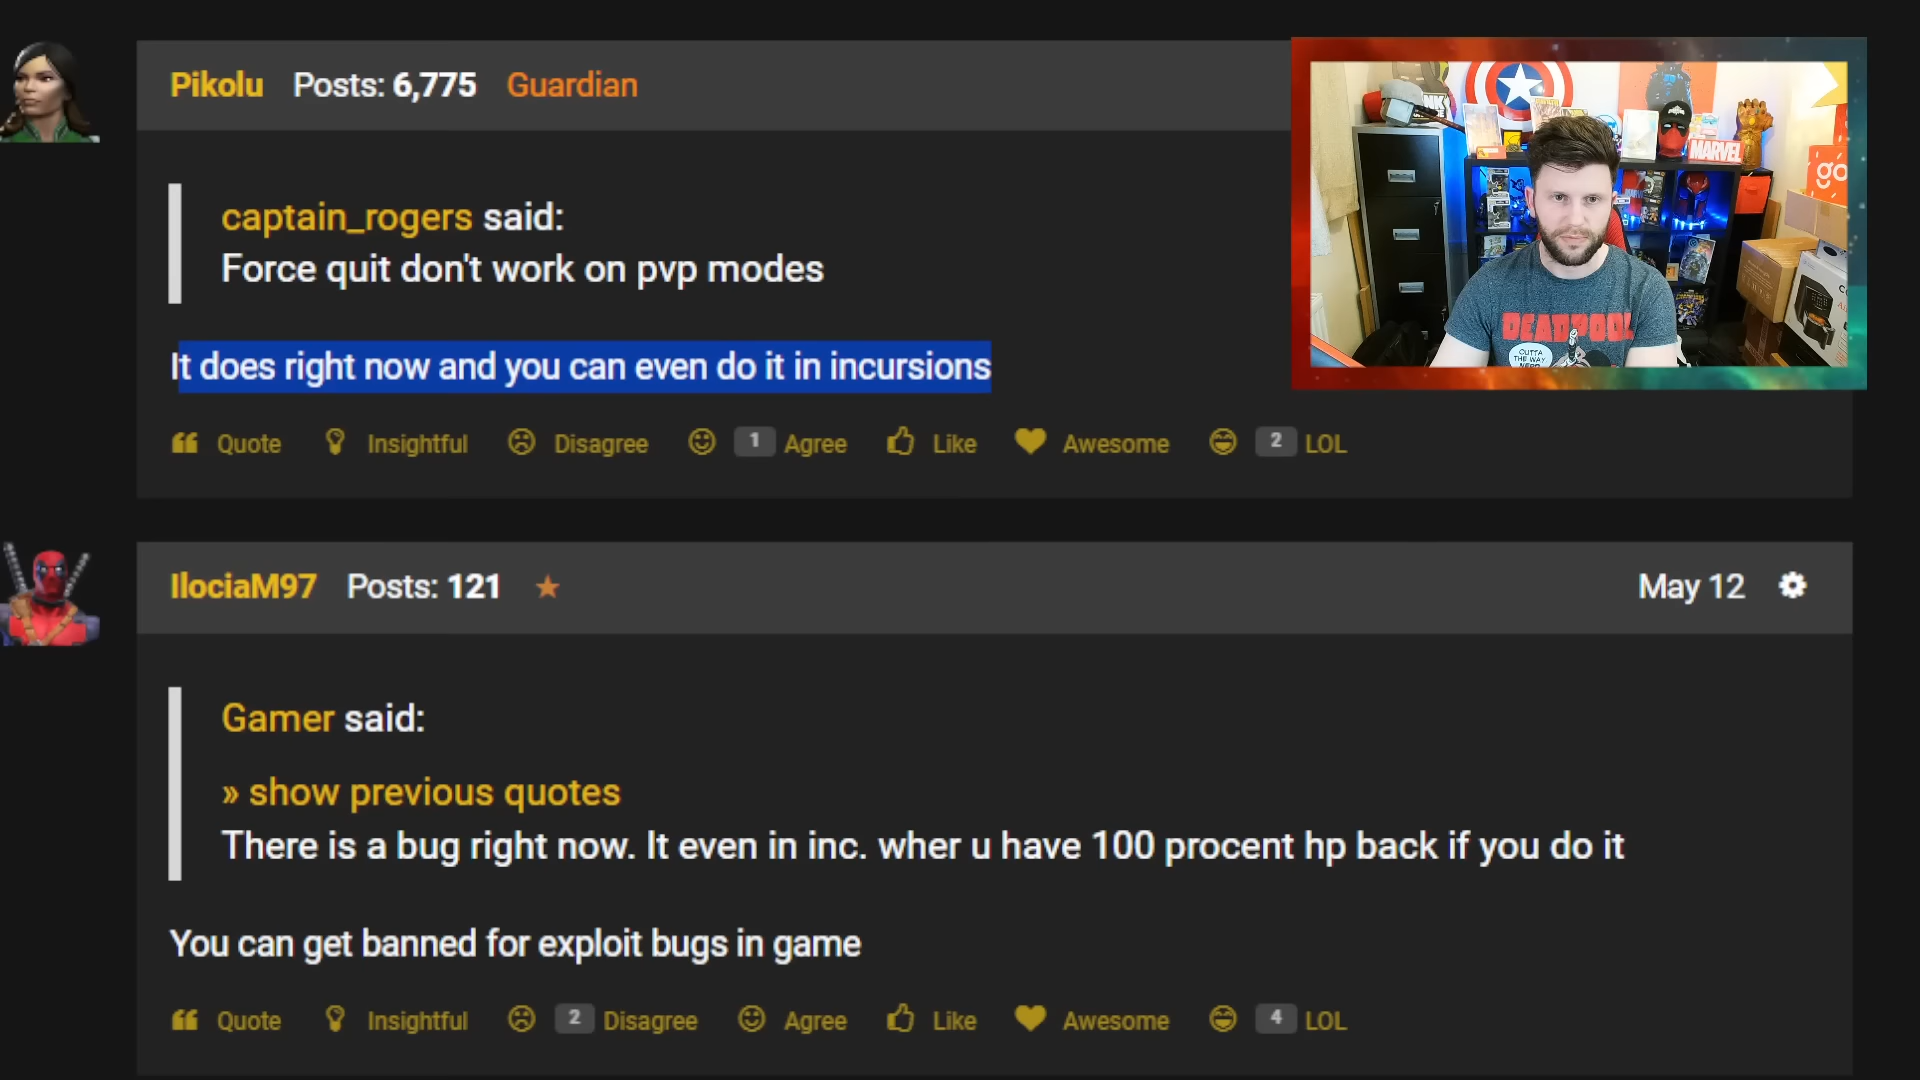 Pikolu Posts: 6,775 Guardian
captain_rogers said:
Force quit don't work on pvp modes
It does right now and you can even do it in incursions
Quote Insightful Disagree 1 Agree Like Awesome 2 LOL
IlociaM97 Posts: 121 May 12
Gamer said:
» show previous quotes
There is a bug right now. It even in inc. wher u have 100 procent hp back if you do it
You can get banned for exploit bugs in game
Quote Insightful 2 Disagree Agree Like Awesome 4 LOL
MARVEL
go
DEADPOOL
OUTTA
THE WAY,